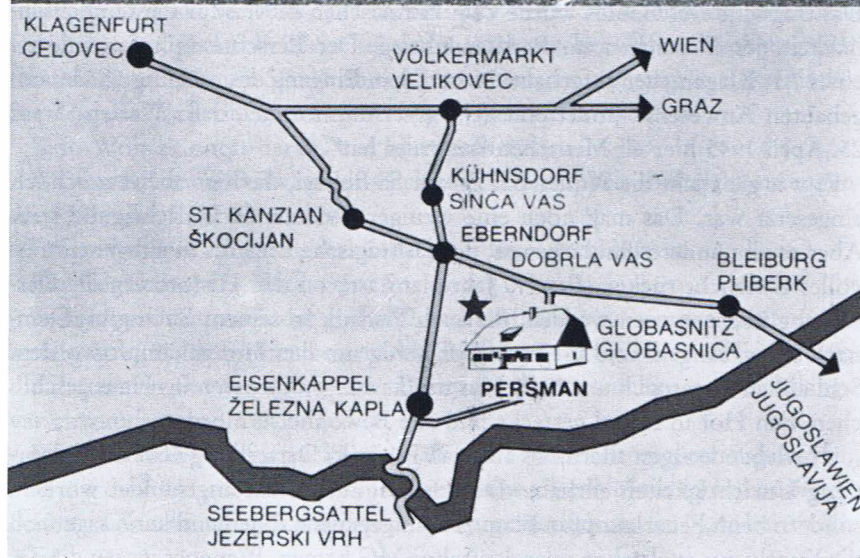 KLAGENFURT
CELOVEC
VÖLKERMARKT
VELIKOVEC
WIEN
GRAZ
KÜHNSDORF
SINČA VAS
ST. KANZIAN
ŠKOCIJAN
EBERNDORF
DOBRLA VAS
BLEIBURG
PLIBERK
GLOBASNITZ
GLOBASNICA
PERŠMAN
EISENKAPPEL
ŽELEZNA KAPLA
JUGOSLAWIEN
JUGOSLAVIJA
SEEBERGSATTEL
JEZERSKI VRH